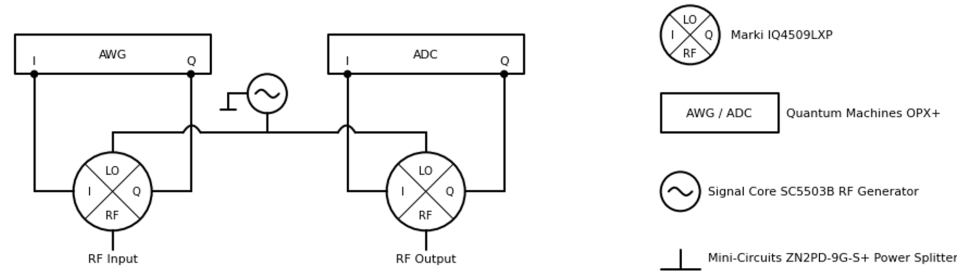 AWG
I
Q
ADC
I
Q
LO
I
Q
RF
LO
I
Q
RF
RF Input
RF Output
LO
I
Q
RF
Marki IQ4509LXP
AWG / ADC
Quantum Machines OPX+
Signal Core SC5503B RF Generator
Mini-Circuits ZN2PD-9G-S+ Power Splitter